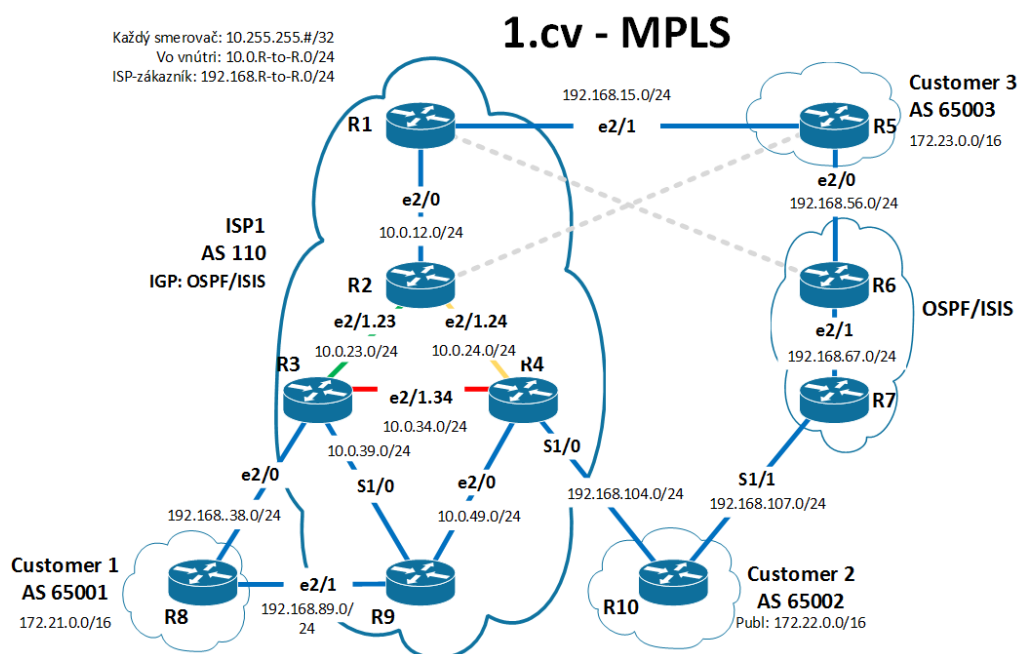 1.cv - MPLS
Každý smerovač: 10.255.255.#/32
Vo vnútri: 10.0.R-to-R.0/24
ISP-zákazník: 192.168.R-to-R.0/24
Customer 3
AS 65003
172.23.0.0/16
192.168.15.0/24
R1
e2/1
R5
e2/0
192.168.56.0/24
e2/0
10.0.12.0/24
ISP1
AS 110
IGP: OSPF/ISIS
R2
R6
OSPF/ISIS
e2/1
192.168.67.0/24
e2/1.23
e2/1.24
10.0.23.0/24
10.0.24.0/24
R3
R4
e2/1.34
10.0.34.0/24
R7
10.0.39.0/24
S1/0
e2/0
S1/0
e2/0
S1/1
192.168.107.0/24
192.168.104.0/24
192.168..38.0/24
10.0.49.0/24
Customer 1
AS 65001
172.21.0.0/16
R8
e2/1
192.168.89.0/
24
R9
R10
Customer 2
AS 65002
Publ: 172.22.0.0/16